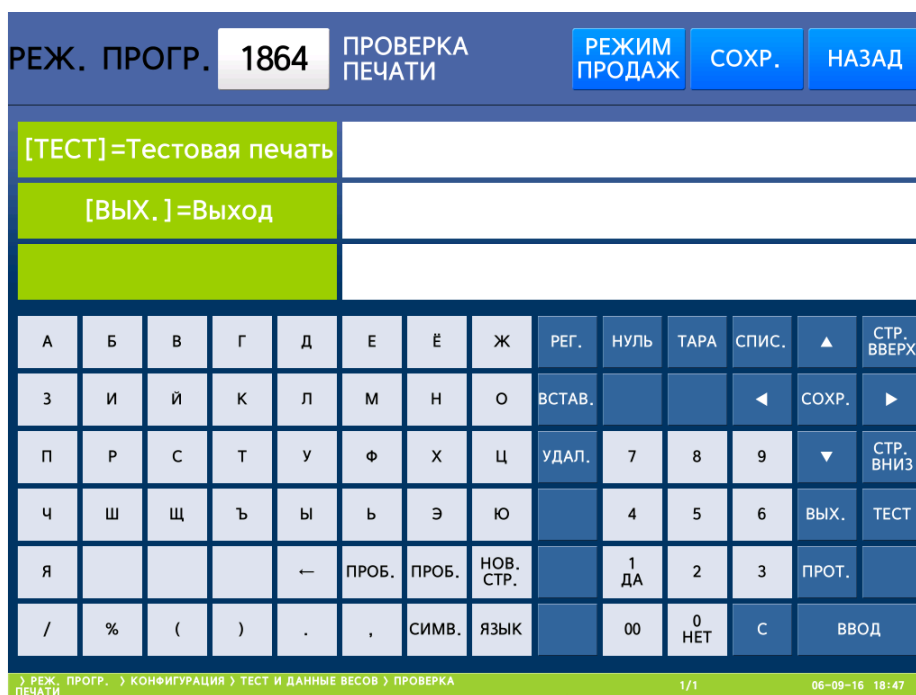 РЕЖ. ПРОГР. 1864 ПРОВЕРКА ПЕЧАТИ РЕЖИМ ПРОДАЖ СОХР. НАЗАД
[ТЕСТ]=Тестовая печать
[ВЫХ.]=Выход
А Б В Г Д Е Ё Ж РЕГ. НУЛЬ ТАРА СПИС. ▲ СТР. ВВЕРХ
З И Й К Л М Н О ВСТАВ. ◀ СОХР. ▶
П Р С Т У Ф Х Ц УДАЛ. 7 8 9 ▼ СТР. ВНИЗ
Ч Ш Щ Ъ Ы Ь Э Ю 4 5 6 ВЫХ. ТЕСТ
Я ← ПРОБ. ПРОБ. НОВ. СТР. 1 ДА 2 3 ПРОТ.
/ % ( ) . , СИМВ. ЯЗЫК 00 0 НЕТ С ВВОД
〉РЕЖ. ПРОГР. 〉КОНФИГУРАЦИЯ 〉ТЕСТ И ДАННЫЕ ВЕСОВ 〉ПРОВЕРКА
ПЕЧАТИ 1/1 06-09-16 18:47